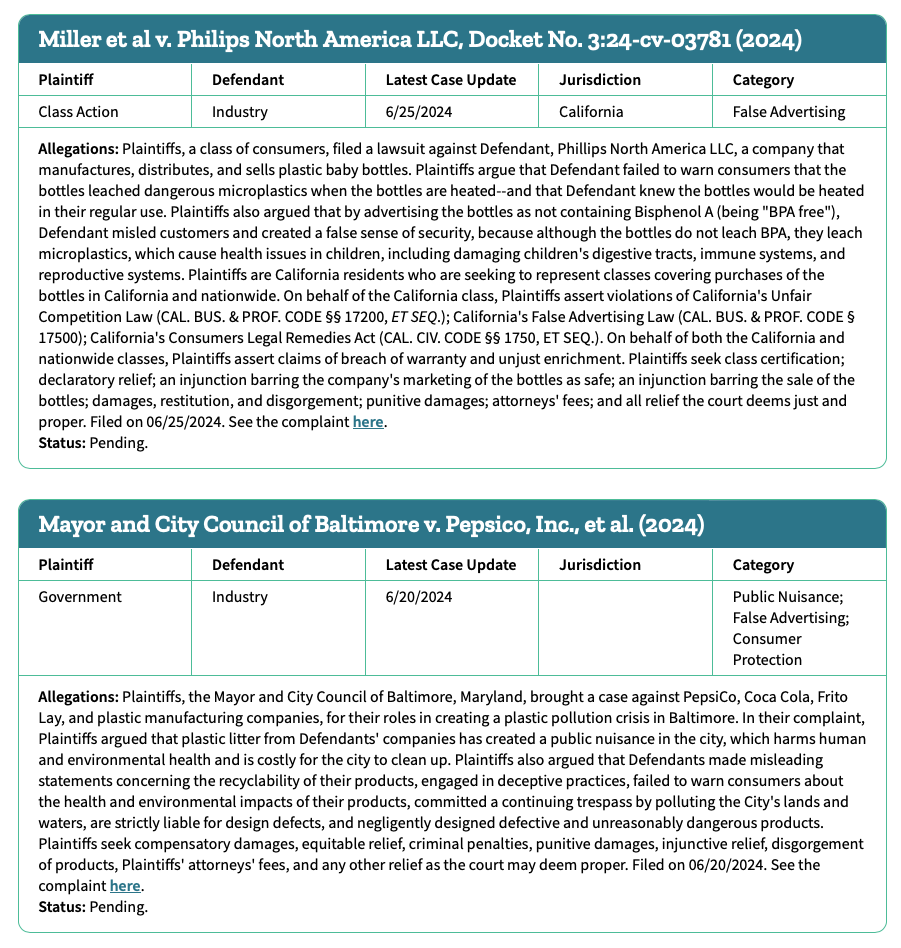 Miller et al v. Philips North America LLC, Docket No. 3:24-cv-03781 (2024)
Plaintiff Defendant Latest Case Update Jurisdiction Category
Class Action Industry 6/25/2024 California False Advertising
Allegations: Plaintiffs, a class of consumers, filed a lawsuit against Defendant, Phillips North America LLC, a company that
manufactures, distributes, and sells plastic baby bottles. Plaintiffs argue that Defendant failed to warn consumers that the
bottles leached dangerous microplastics when the bottles are heated--and that Defendant knew the bottles would be heated
in their regular use. Plaintiffs also argued that by advertising the bottles as not containing Bisphenol A (being "BPA free"),
Defendant misled customers and created a false sense of security, because although the bottles do not leach BPA, they leach
microplastics, which cause health issues in children, including damaging children's digestive tracts, immune systems, and
reproductive systems. Plaintiffs are California residents who are seeking to represent classes covering purchases of the
bottles in California and nationwide. On behalf of the California class, Plaintiffs assert violations of California's Unfair
Competition Law (CAL. BUS. & PROF. CODE §§ 17200, ET SEQ.); California's False Advertising Law (CAL. BUS. & PROF. CODE §
17500); California's Consumers Legal Remedies Act (CAL. CIV. CODE §§ 1750, ET SEQ.). On behalf of both the California and
nationwide classes, Plaintiffs assert claims of breach of warranty and unjust enrichment. Plaintiffs seek class certification;
declaratory relief; an injunction barring the company's marketing of the bottles as safe; an injunction barring the sale of the
bottles; damages, restitution, and disgorgement; punitive damages; attorneys' fees; and all relief the court deems just and
proper. Filed on 06/25/2024. See the complaint here.
Status: Pending.
Mayor and City Council of Baltimore v. Pepsico, Inc., et al. (2024)
Plaintiff Defendant Latest Case Update Jurisdiction Category
Government Industry 6/20/2024 Public Nuisance;
False Advertising;
Consumer
Protection
Allegations: Plaintiffs, the Mayor and City Council of Baltimore, Maryland, brought a case against PepsiCo, Coca Cola, Frito
Lay, and plastic manufacturing companies, for their roles in creating a plastic pollution crisis in Baltimore. In their complaint,
Plaintiffs argued that plastic litter from Defendants' companies has created a public nuisance in the city, which harms human
and environmental health and is costly for the city to clean up. Plaintiffs also argued that Defendants made misleading
statements concerning the recyclability of their products, engaged in deceptive practices, failed to warn consumers about
the health and environmental impacts of their products, committed a continuing trespass by polluting the City's lands and
waters, are strictly liable for design defects, and negligently designed defective and unreasonably dangerous products.
Plaintiffs seek compensatory damages, equitable relief, criminal penalties, punitive damages, injunctive relief, disgorgement
of products, Plaintiffs' attorneys' fees, and any other relief as the court may deem proper. Filed on 06/20/2024. See the
complaint here.
Status: Pending.